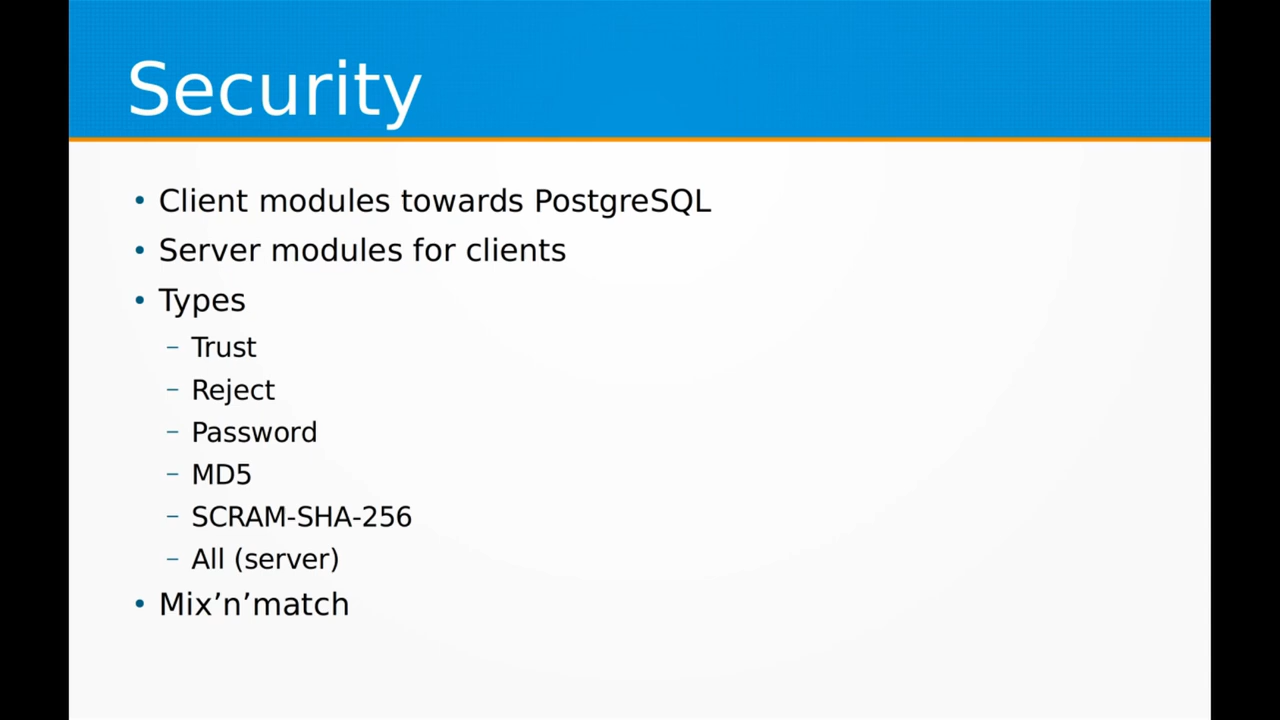 Security
• Client modules towards PostgreSQL
• Server modules for clients
• Types
– Trust
– Reject
– Password
– MD5
– SCRAM-SHA-256
– All (server)
• Mix’n’match